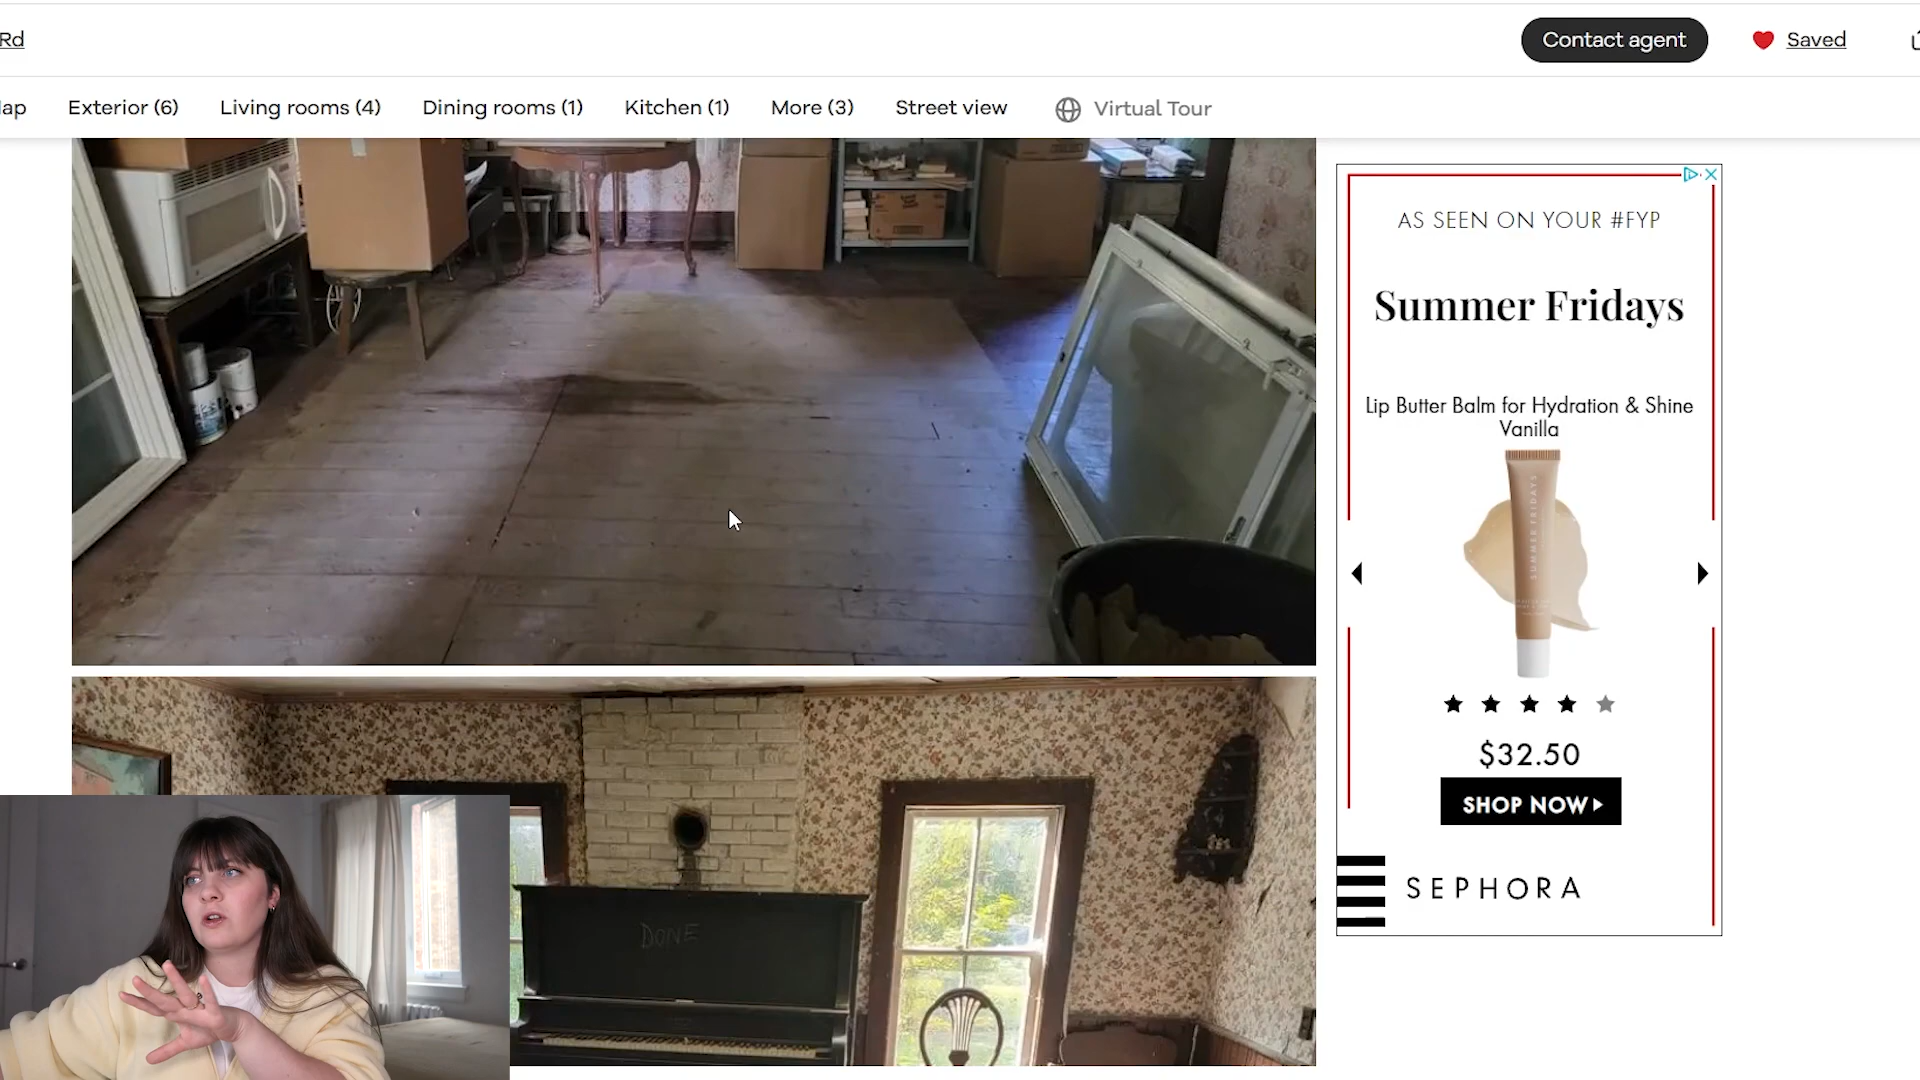 Rd
Contact agent
Saved
Exterior (6)
Living rooms (4)
Dining rooms (1)
Kitchen (1)
More (3)
Street view
Virtual Tour
AS SEEN ON YOUR #FYP
Summer Fridays
Lip Butter Balm for Hydration & Shine
Vanilla
SUMMER FRIDAYS
$32.50
SHOP NOW
SEPHORA
DONE